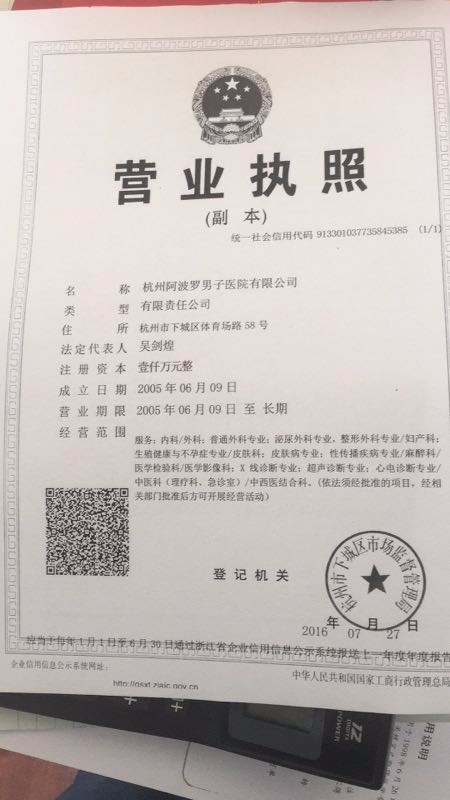 营业执照
(副 本)
统一社会信用代码 913301037735845385 (1/1)
名 称 杭州阿波罗男子医院有限公司
类 型 有限责任公司
住 所 杭州市下城区体育场路 58 号
法定代表人 吴剑煌
注册资本 壹仟万元整
成立日期 2005 年 06 月 09 日
营业期限 2005 年 06 月 09 日 至 长期
经营范围
服务：内科/外科；普通外科专业；泌尿外科专业，整形外科专业/妇产科；
生殖健康与不孕症专业/皮肤科；皮肤病专业；性传播疾病专业/麻醉科/
医学检验科/医学影像科；X 线诊断专业；超声诊断专业；心电诊断专业/
中医科（理疗科、急诊室）/中西医结合科。(依法须经批准的项目，经相
关部门批准后方可开展经营活动)
登记机关
杭州市下城区市场监督管理局
2016 年 07 月 27 日
应当于每年 1 月 1 日至 6 月 30 日通过浙江省企业信用信息公示系统报送上一年度年度报告
企业信用信息公示系统网址：
http://gsxt.zjaic.gov.cn
中华人民共和国国家工商行政管理总局
JZ
POWER
用说明